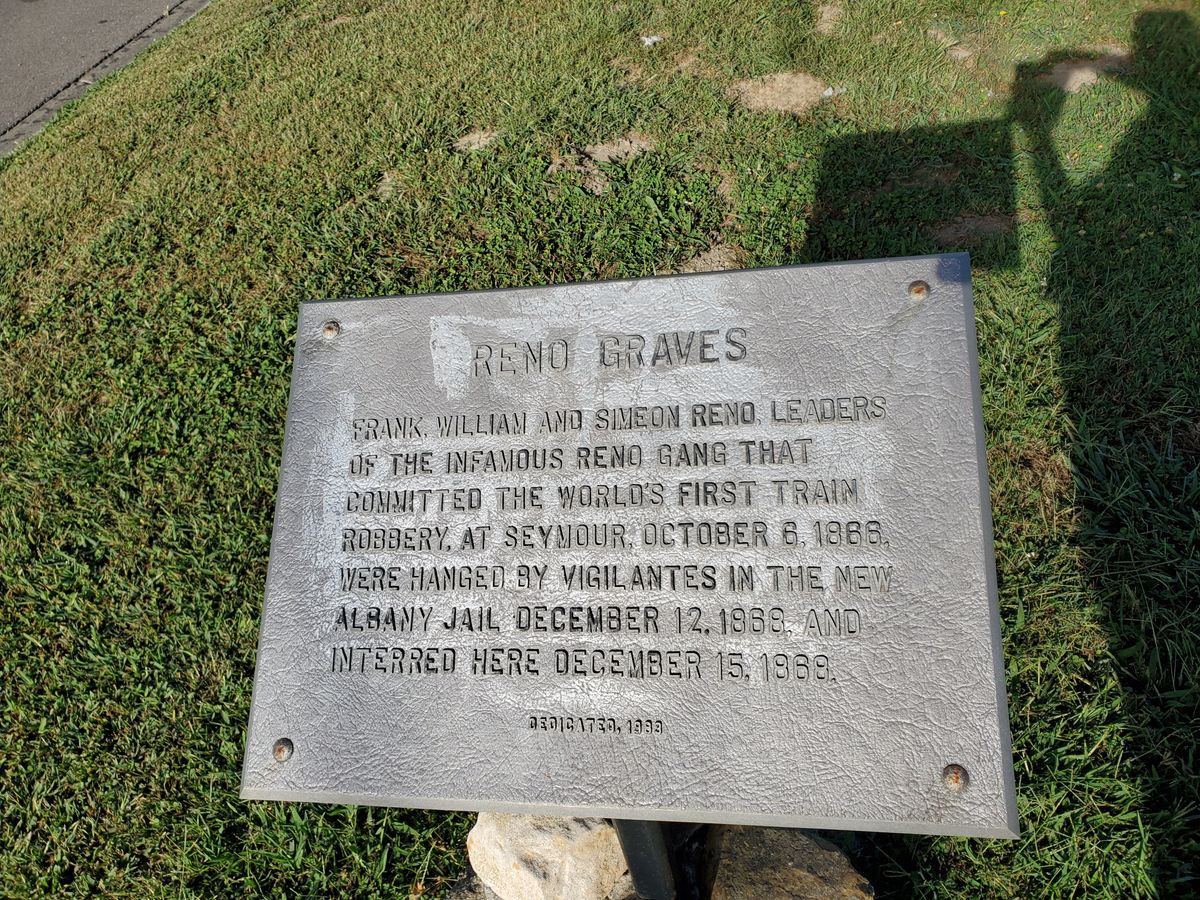 RENO GRAVES
FRANK, WILLIAM AND SIMEON RENO, LEADERS
OF THE INFAMOUS RENO GANG THAT
COMMITTED THE WORLD'S FIRST TRAIN
ROBBERY, AT SEYMOUR, OCTOBER 6, 1866,
WERE HANGED BY VIGILANTES IN THE NEW
ALBANY JAIL DECEMBER 12, 1868, AND
INTERRED HERE DECEMBER 15, 1868.
DEDICATED,